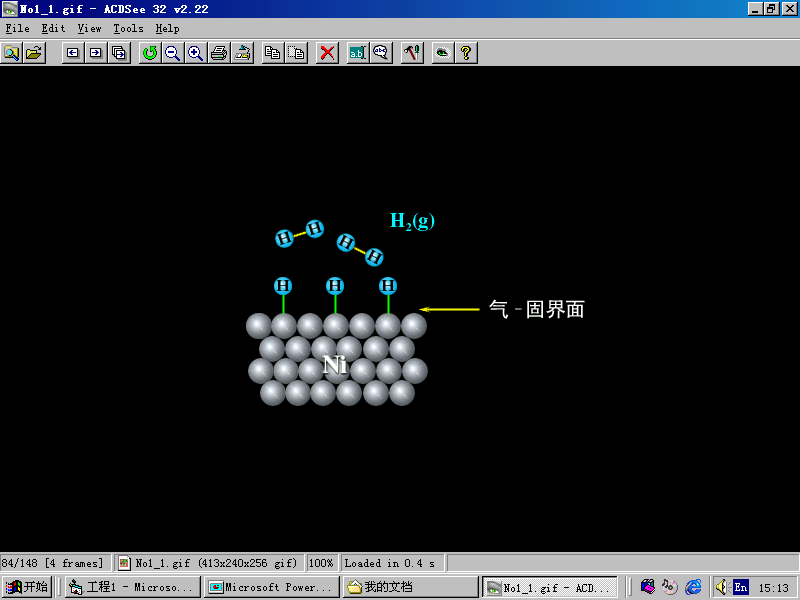 No1_1.gif - ACDSee 32 v2.22
File Edit View Tools Help
H2(g)
H H H H
H H H
气-固界面
Ni
84/148 [4 frames] No1_1.gif (413x240x256 gif) 100% Loaded in 0.4 s
开始 工程1 - Microso... Microsoft Power... 我的文档 No1_1.gif - ACD... En 15:13